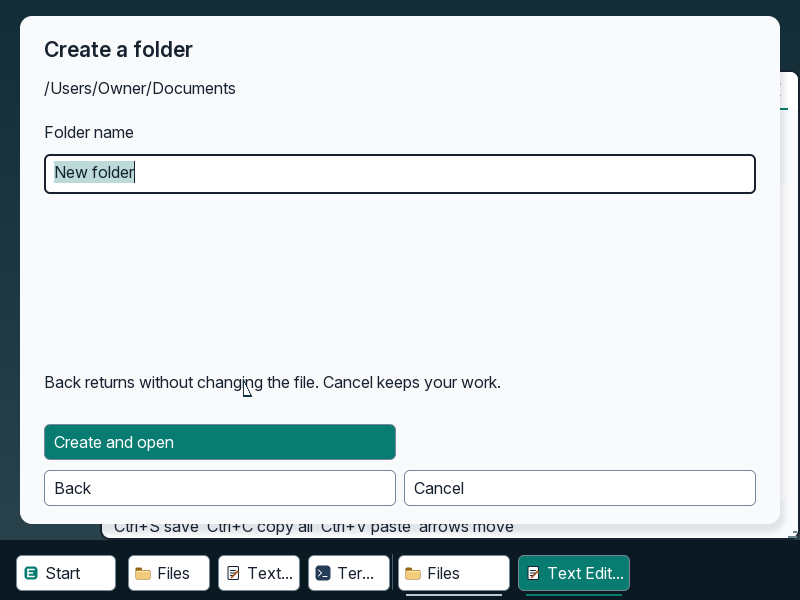 Create a folder
/Users/Owner/Documents
Folder name
New folder
Back returns without changing the file. Cancel keeps your work.
Create and open
Back
Cancel
Ctrl+S save Ctrl+C copy all Ctrl+V paste arrows move
Start
Files
Text...
Ter...
Files
Text Edit...